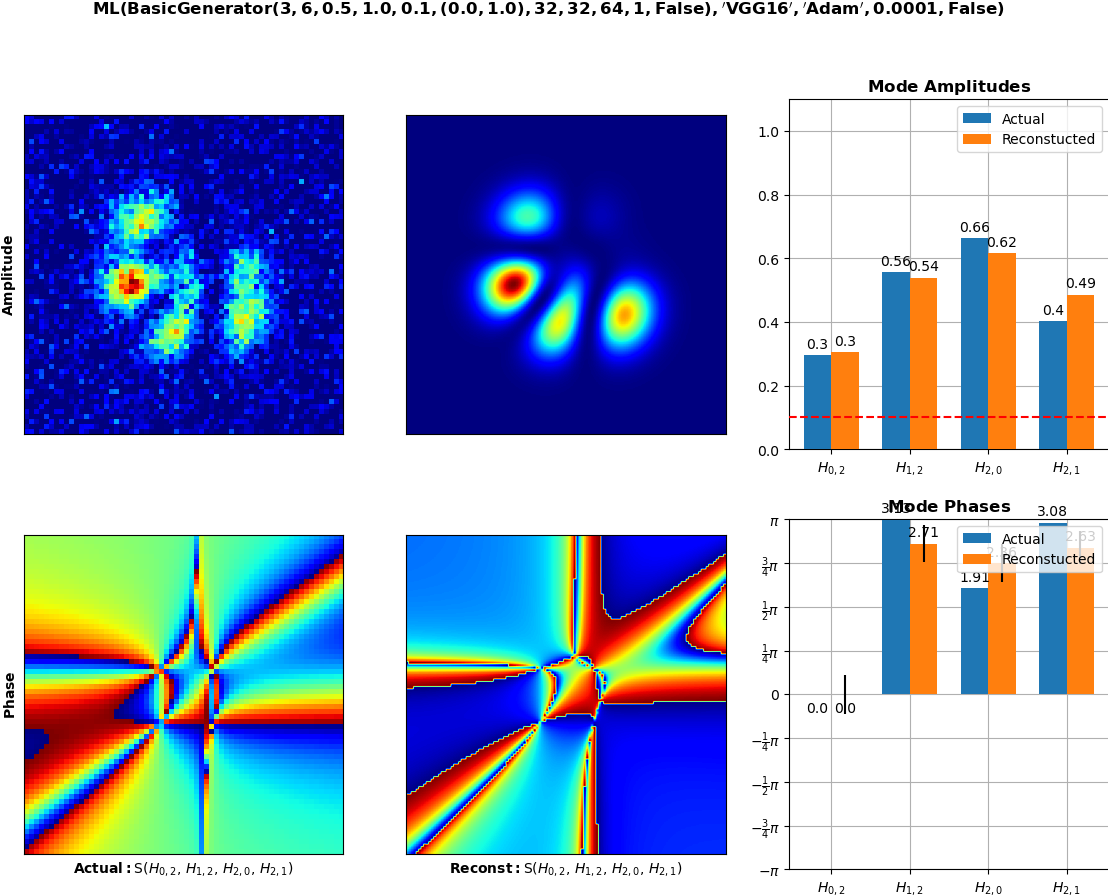 ML(BasicGenerator(3, 6, 0.5, 1.0, 0.1, (0.0, 1.0), 32, 32, 64, 1, False), ′VGG16′, ′Adam′, 0.0001, False)
Amplitude
Mode Amplitudes
Actual
Reconstucted
1.0
0.8
0.6
0.4
0.2
0.0
0.3 0.3
0.56 0.54
0.66 0.62
0.4 0.49
H0,2 H1,2 H2,0 H2,1
Phase
Actual: S(H0,2, H1,2, H2,0, H2,1)
Reconst: S(H0,2, H1,2, H2,0, H2,1)
Mode Phases
Actual
Reconstucted
π
3/4π
1/2π
1/4π
0
−1/4π
−1/2π
−3/4π
−π
0.0 0.0
2.71
1.91
3.08
H0,2 H1,2 H2,0 H2,1